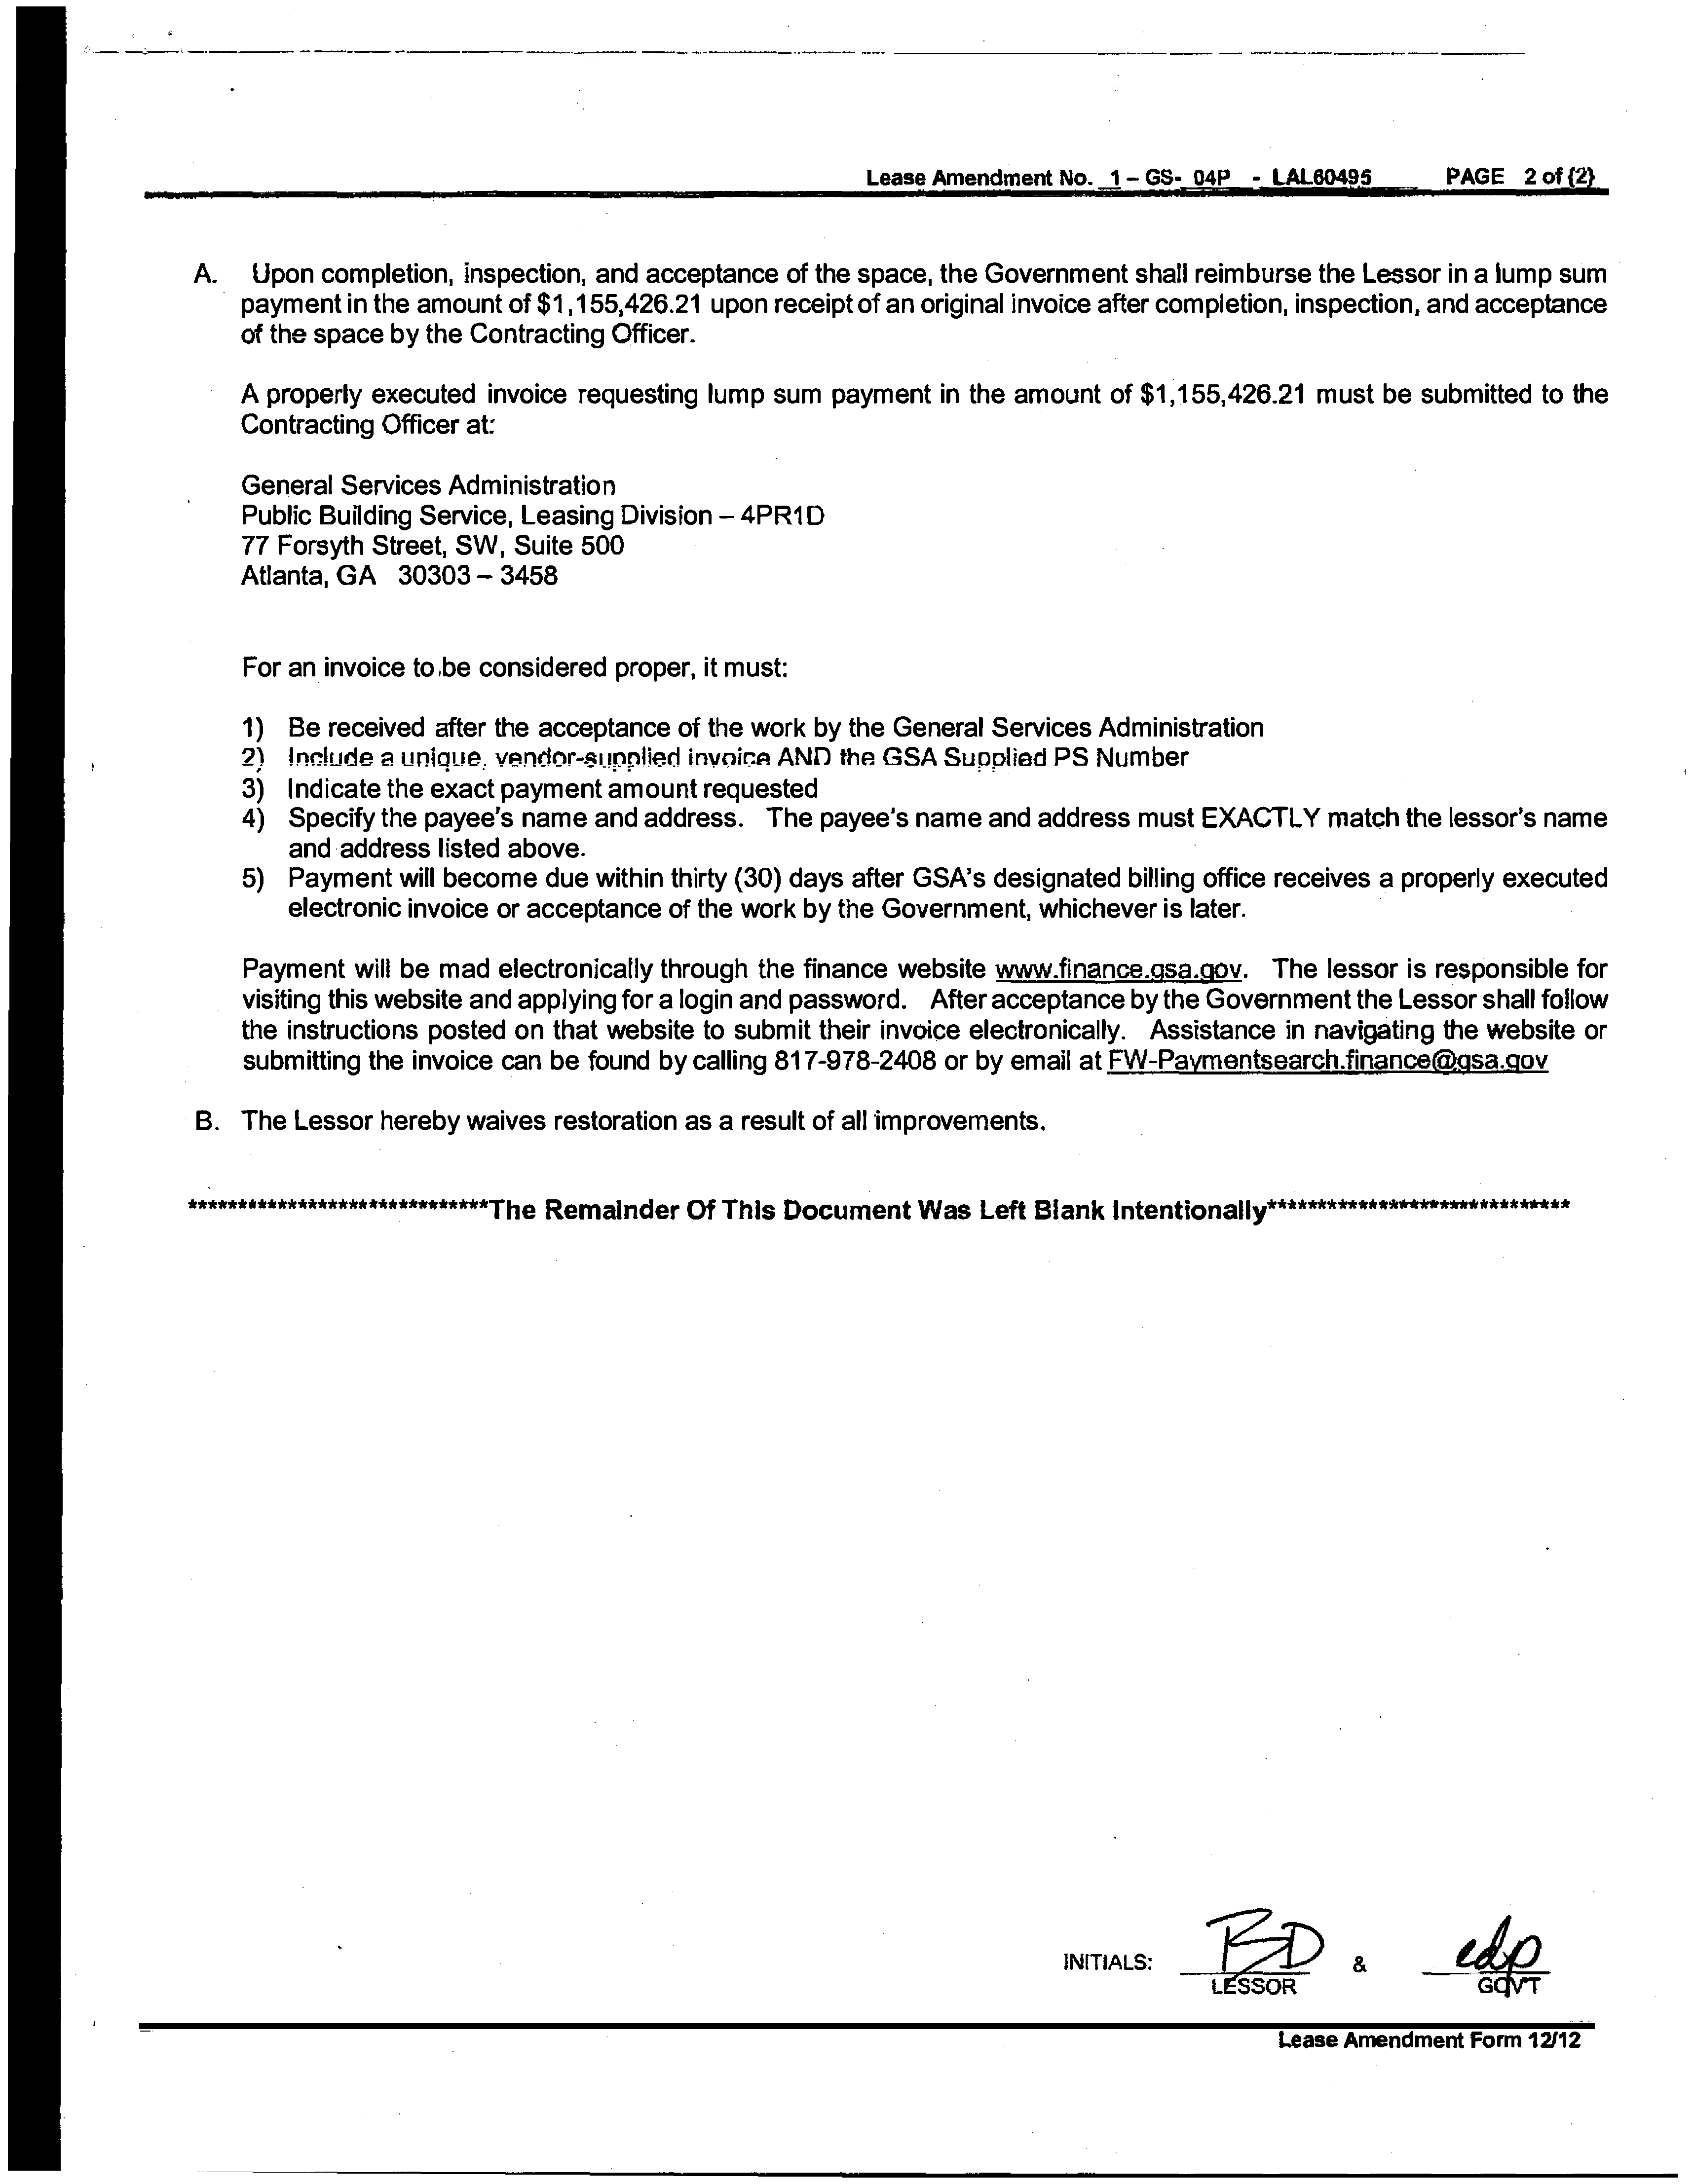 Lease Amendment No. 1 – GS- 04P - LAL60495 PAGE 2 of {2}
A. Upon completion, inspection, and acceptance of the space, the Government shall reimburse the Lessor in a lump sum
payment in the amount of $1,155,426.21 upon receipt of an original invoice after completion, inspection, and acceptance
of the space by the Contracting Officer.
A properly executed invoice requesting lump sum payment in the amount of $1,155,426.21 must be submitted to the
Contracting Officer at:
General Services Administration
Public Building Service, Leasing Division – 4PR1D
77 Forsyth Street, SW, Suite 500
Atlanta, GA 30303 – 3458
For an invoice to be considered proper, it must:
1) Be received after the acceptance of the work by the General Services Administration
2) Include a unique, vendor-supplied invoice AND the GSA Supplied PS Number
3) Indicate the exact payment amount requested
4) Specify the payee's name and address. The payee's name and address must EXACTLY match the lessor's name
and address listed above.
5) Payment will become due within thirty (30) days after GSA's designated billing office receives a properly executed
electronic invoice or acceptance of the work by the Government, whichever is later.
Payment will be mad electronically through the finance website www.finance.gsa.gov. The lessor is responsible for
visiting this website and applying for a login and password. After acceptance by the Government the Lessor shall follow
the instructions posted on that website to submit their invoice electronically. Assistance in navigating the website or
submitting the invoice can be found by calling 817-978-2408 or by email at FW-Paymentsearch.finance@gsa.gov
B. The Lessor hereby waives restoration as a result of all improvements.
******************************The Remainder Of This Document Was Left Blank Intentionally******************************
INITIALS: BD & edp
LESSOR GOVT
Lease Amendment Form 12/12